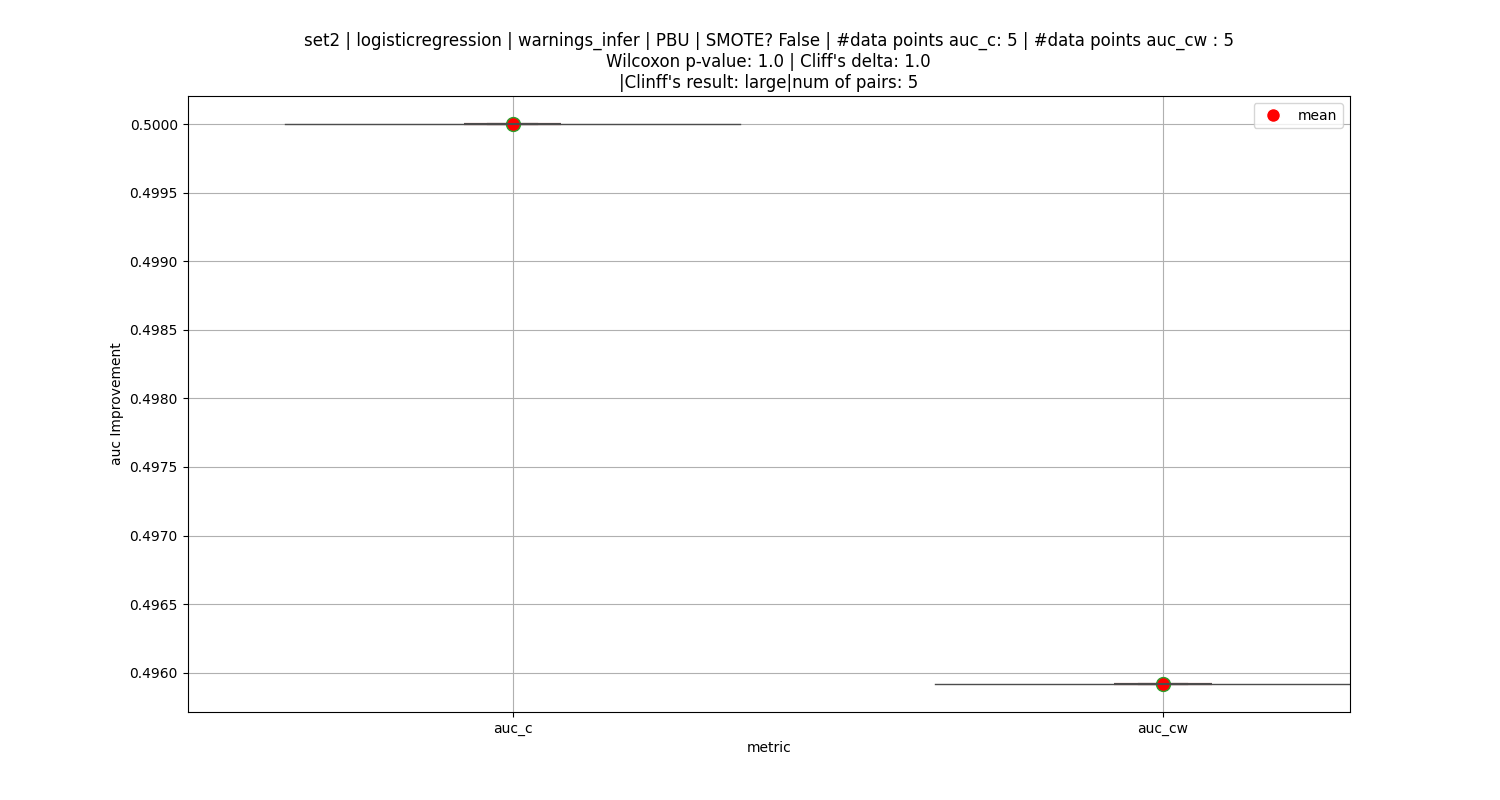 set2 | logisticregression | warnings_infer | PBU | SMOTE? False | #data points auc_c: 5 | #data points auc_cw : 5
Wilcoxon p-value: 1.0 | Cliff's delta: 1.0
|Clinff's result: large|num of pairs: 5
mean
0.5000
0.4995
0.4990
0.4985
0.4980
0.4975
0.4970
0.4965
0.4960
auc Improvement
auc_c
auc_cw
metric